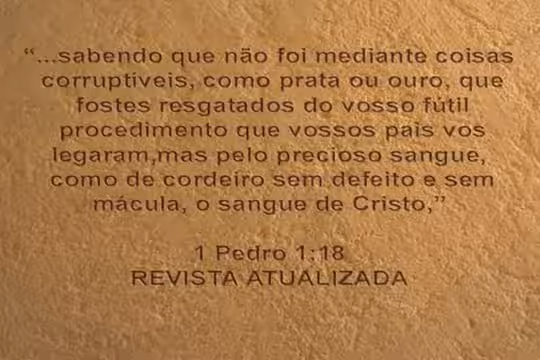 “...sabendo que não foi mediante coisas
corruptíveis, como prata ou ouro, que
fostes resgatados do vosso fútil
procedimento que vossos pais vos
legaram,mas pelo precioso sangue,
como de cordeiro sem defeito e sem
mácula, o sangue de Cristo,”
1 Pedro 1:18
REVISTA ATUALIZADA